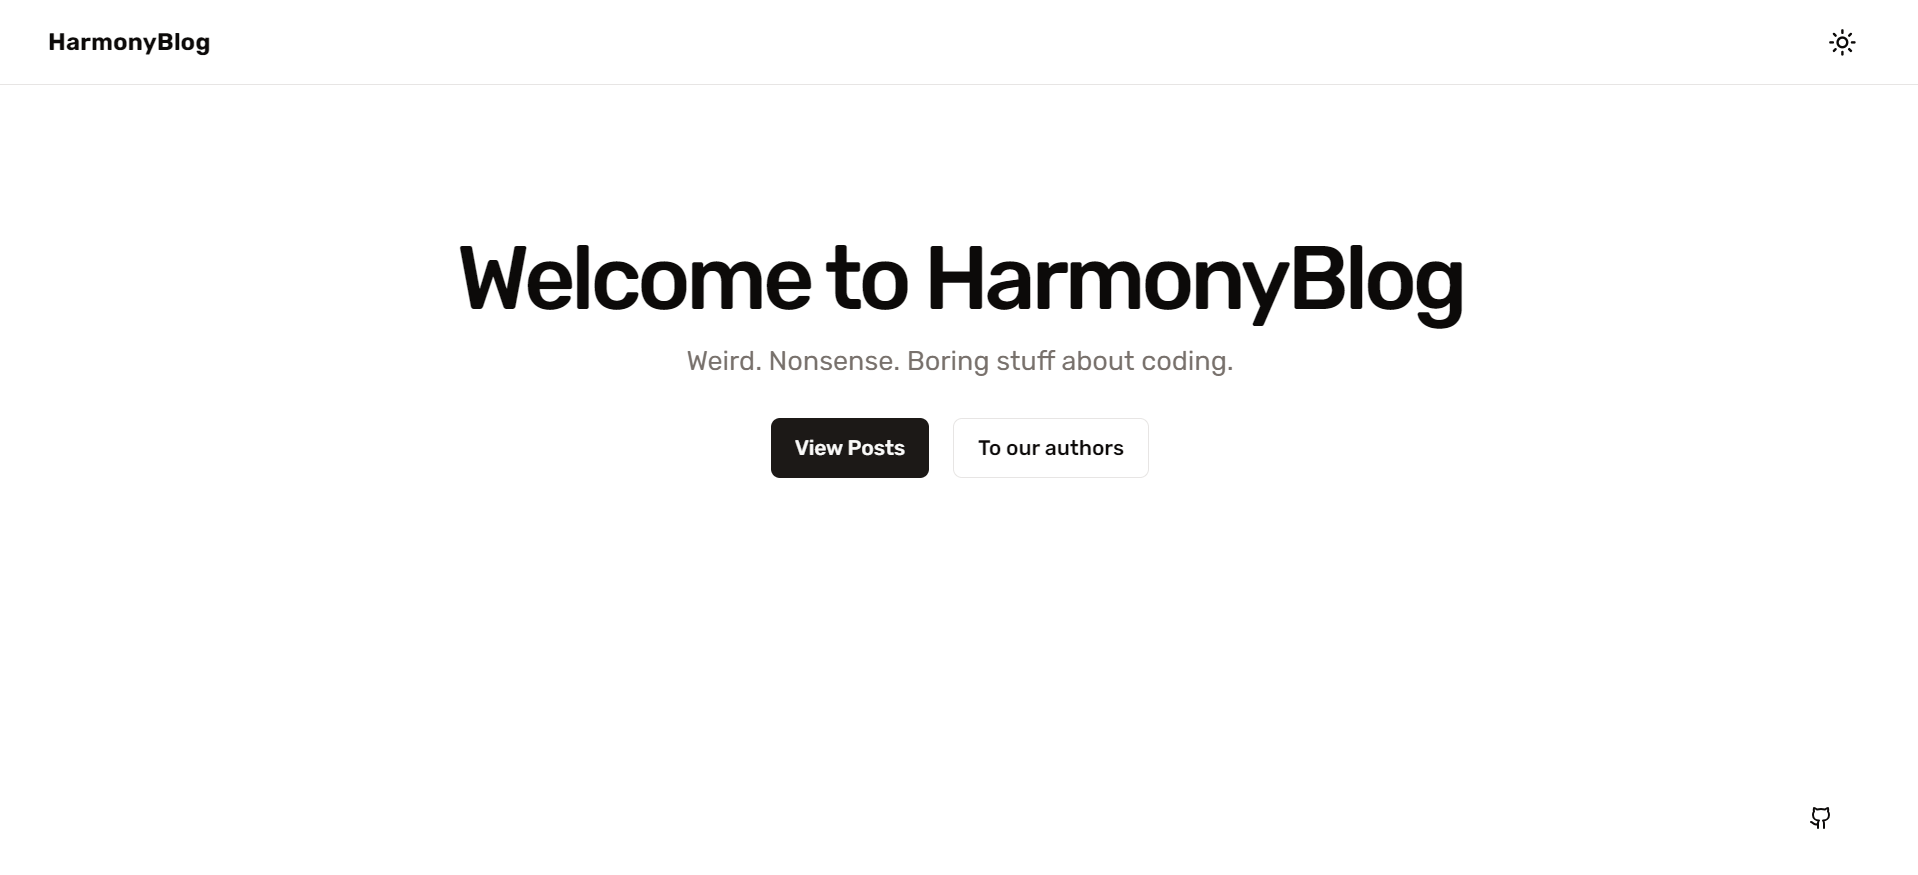 HarmonyBlog
Welcome to HarmonyBlog
Weird. Nonsense. Boring stuff about coding.
View Posts
To our authors